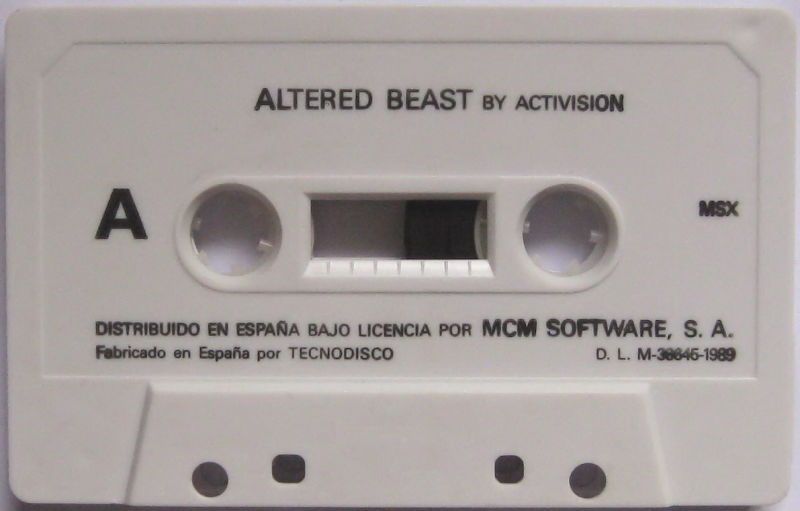 ALTERED BEAST BY ACTIVISION
A
MSX
DISTRIBUIDO EN ESPAÑA BAJO LICENCIA POR MCM SOFTWARE, S. A.
Fabricado en España por TECNODISCO
D. L. M-38645-1989